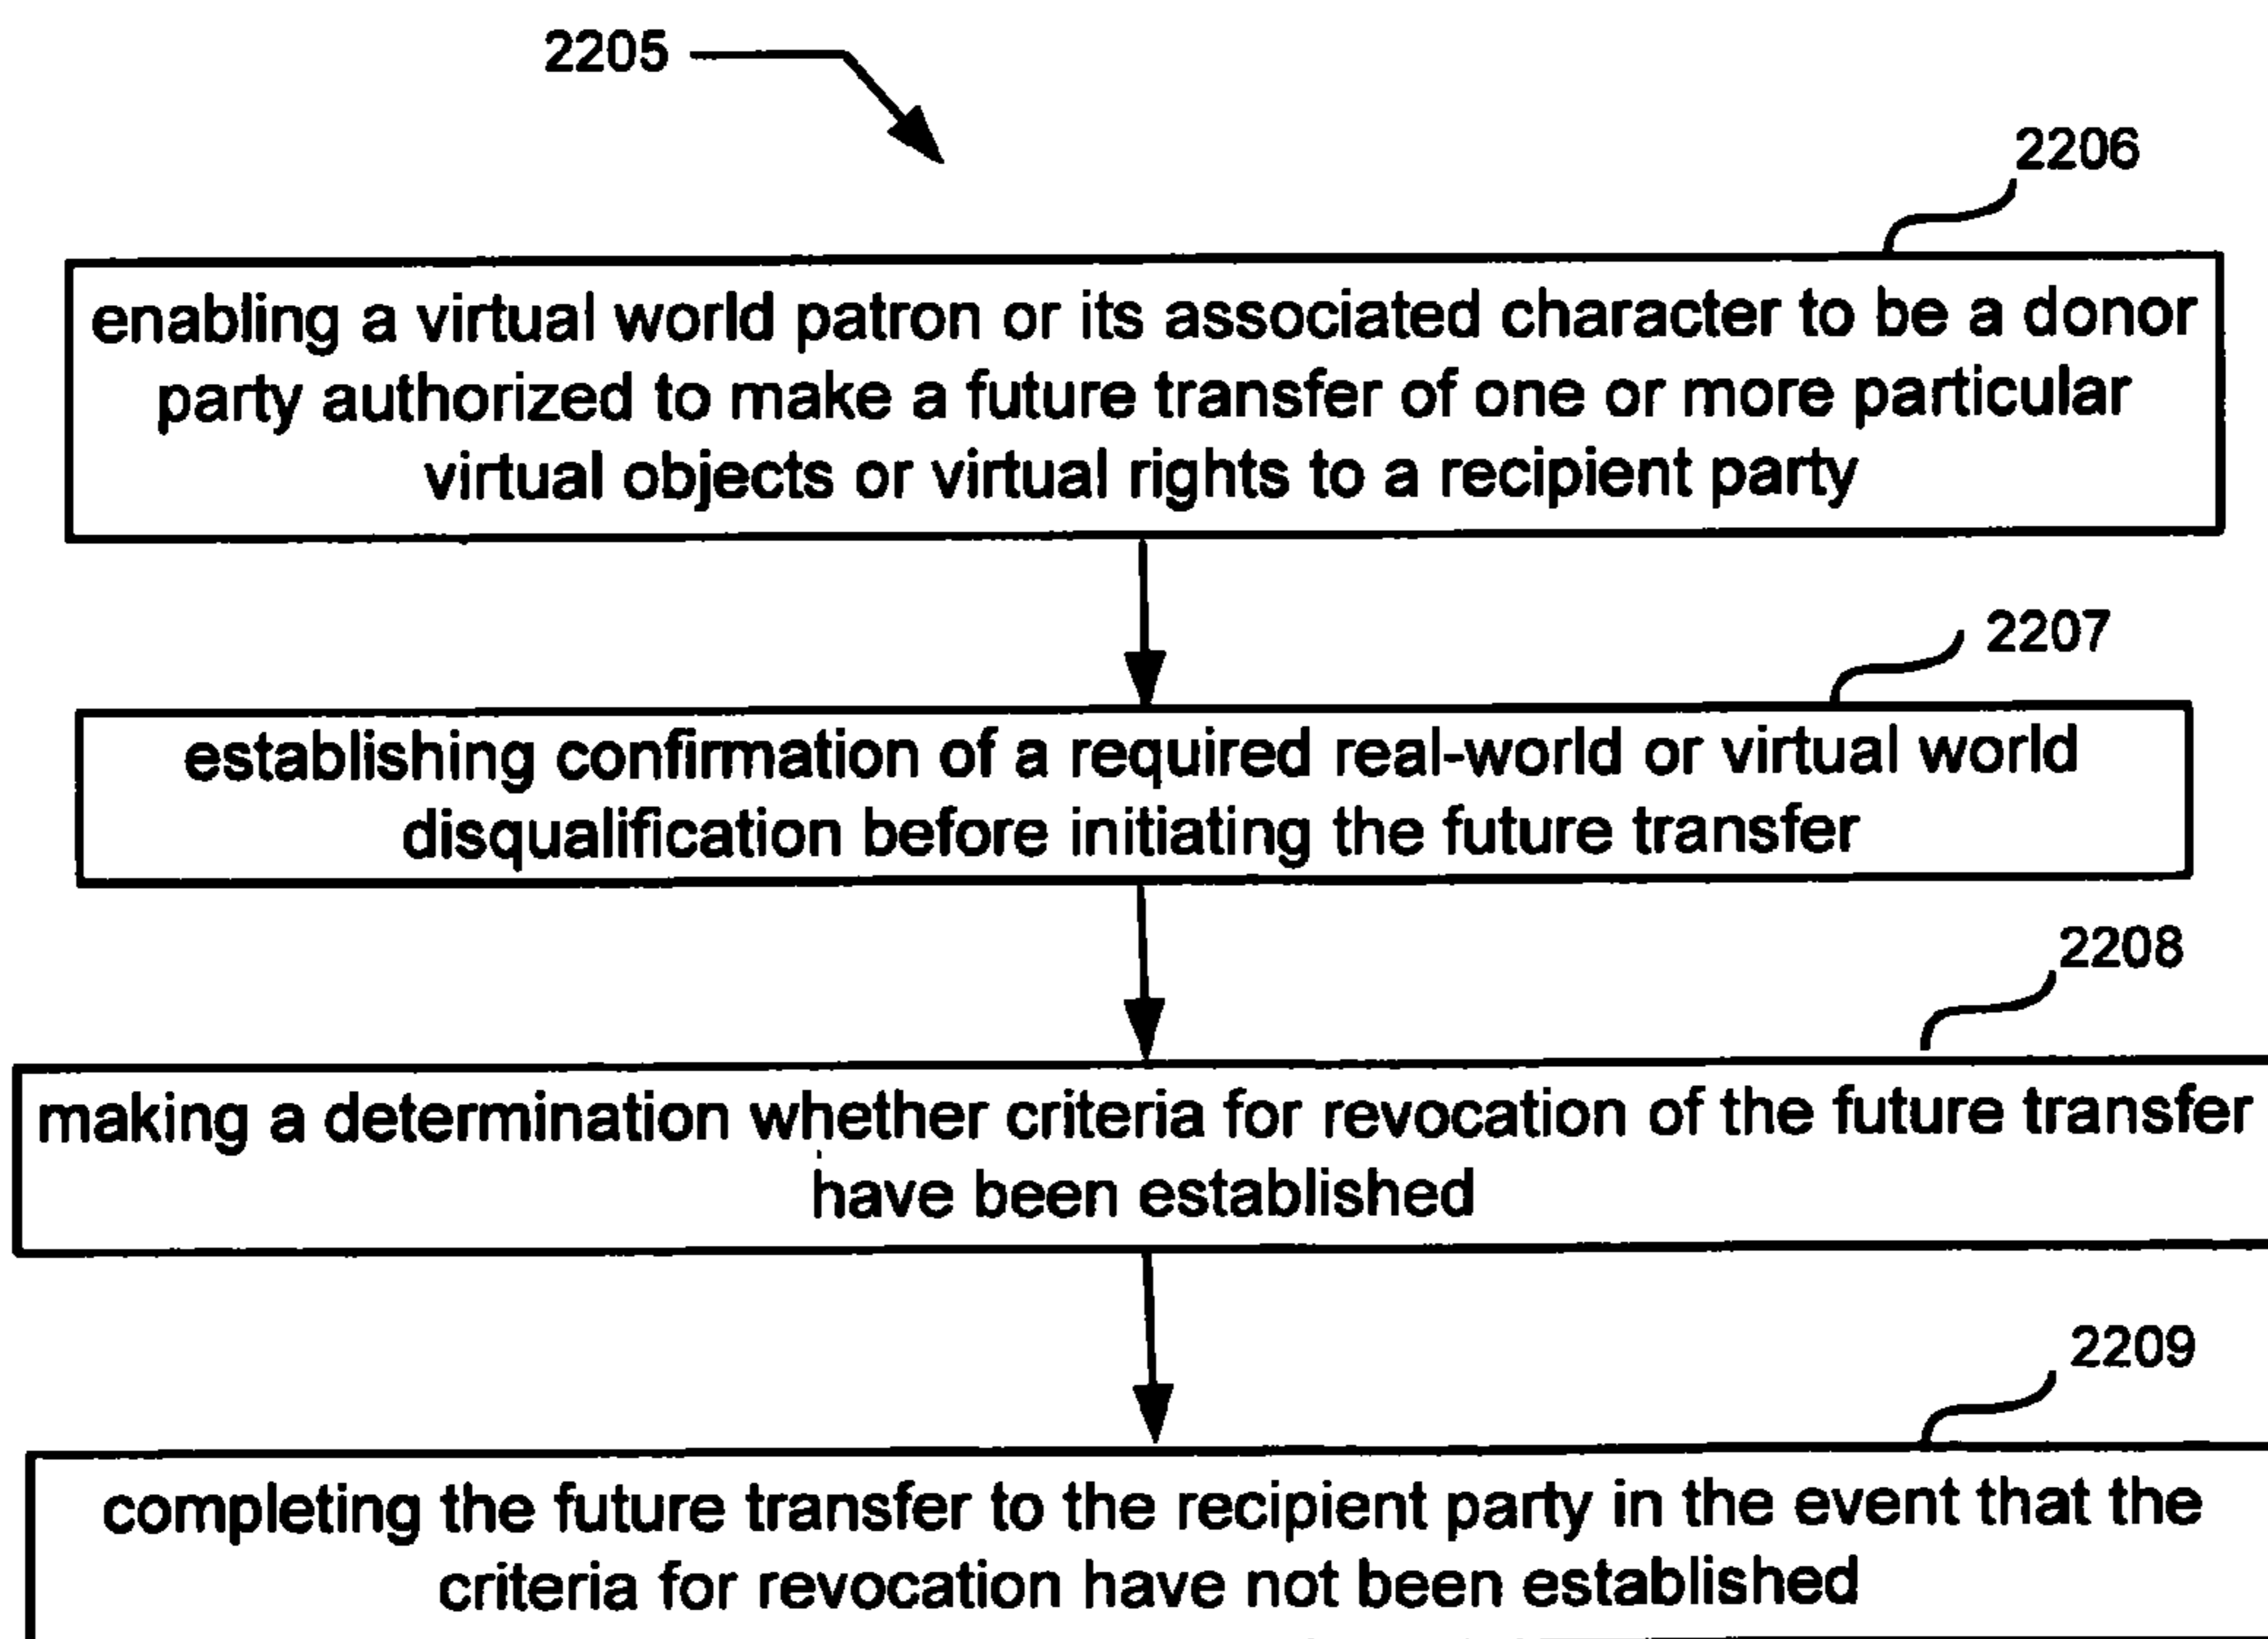 2205
2206
enabling a virtual world patron or its associated character to be a donor
party authorized to make a future transfer of one or more particular
virtual objects or virtual rights to a recipient party
2207
establishing confirmation of a required real-world or virtual world
disqualification before initiating the future transfer
2208
making a determination whether criteria for revocation of the future transfer
have been established
2209
completing the future transfer to the recipient party in the event that the
criteria for revocation have not been established